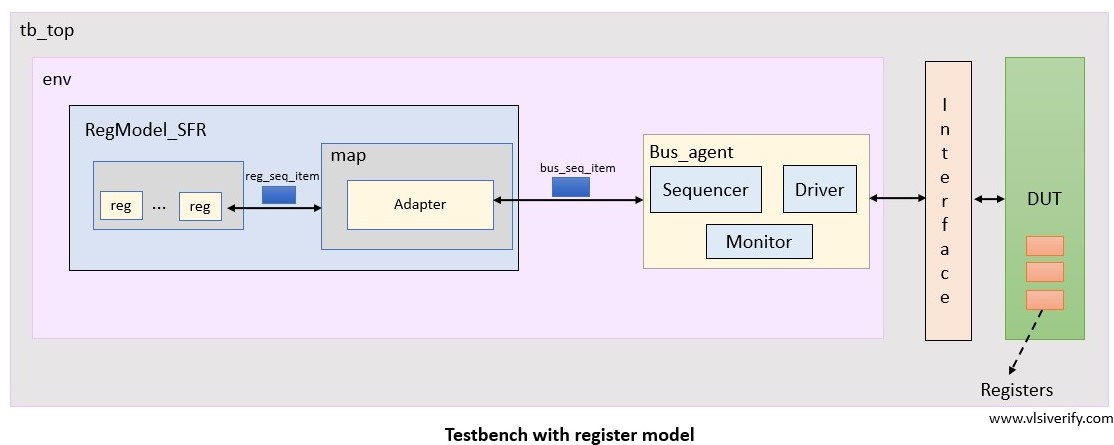 tb_top
env
RegModel_SFR
reg ... reg
reg_seq_item
map
Adapter
bus_seq_item
Bus_agent
Sequencer
Driver
Monitor
Interface
DUT
Registers
www.vlsiverify.com
Testbench with register model